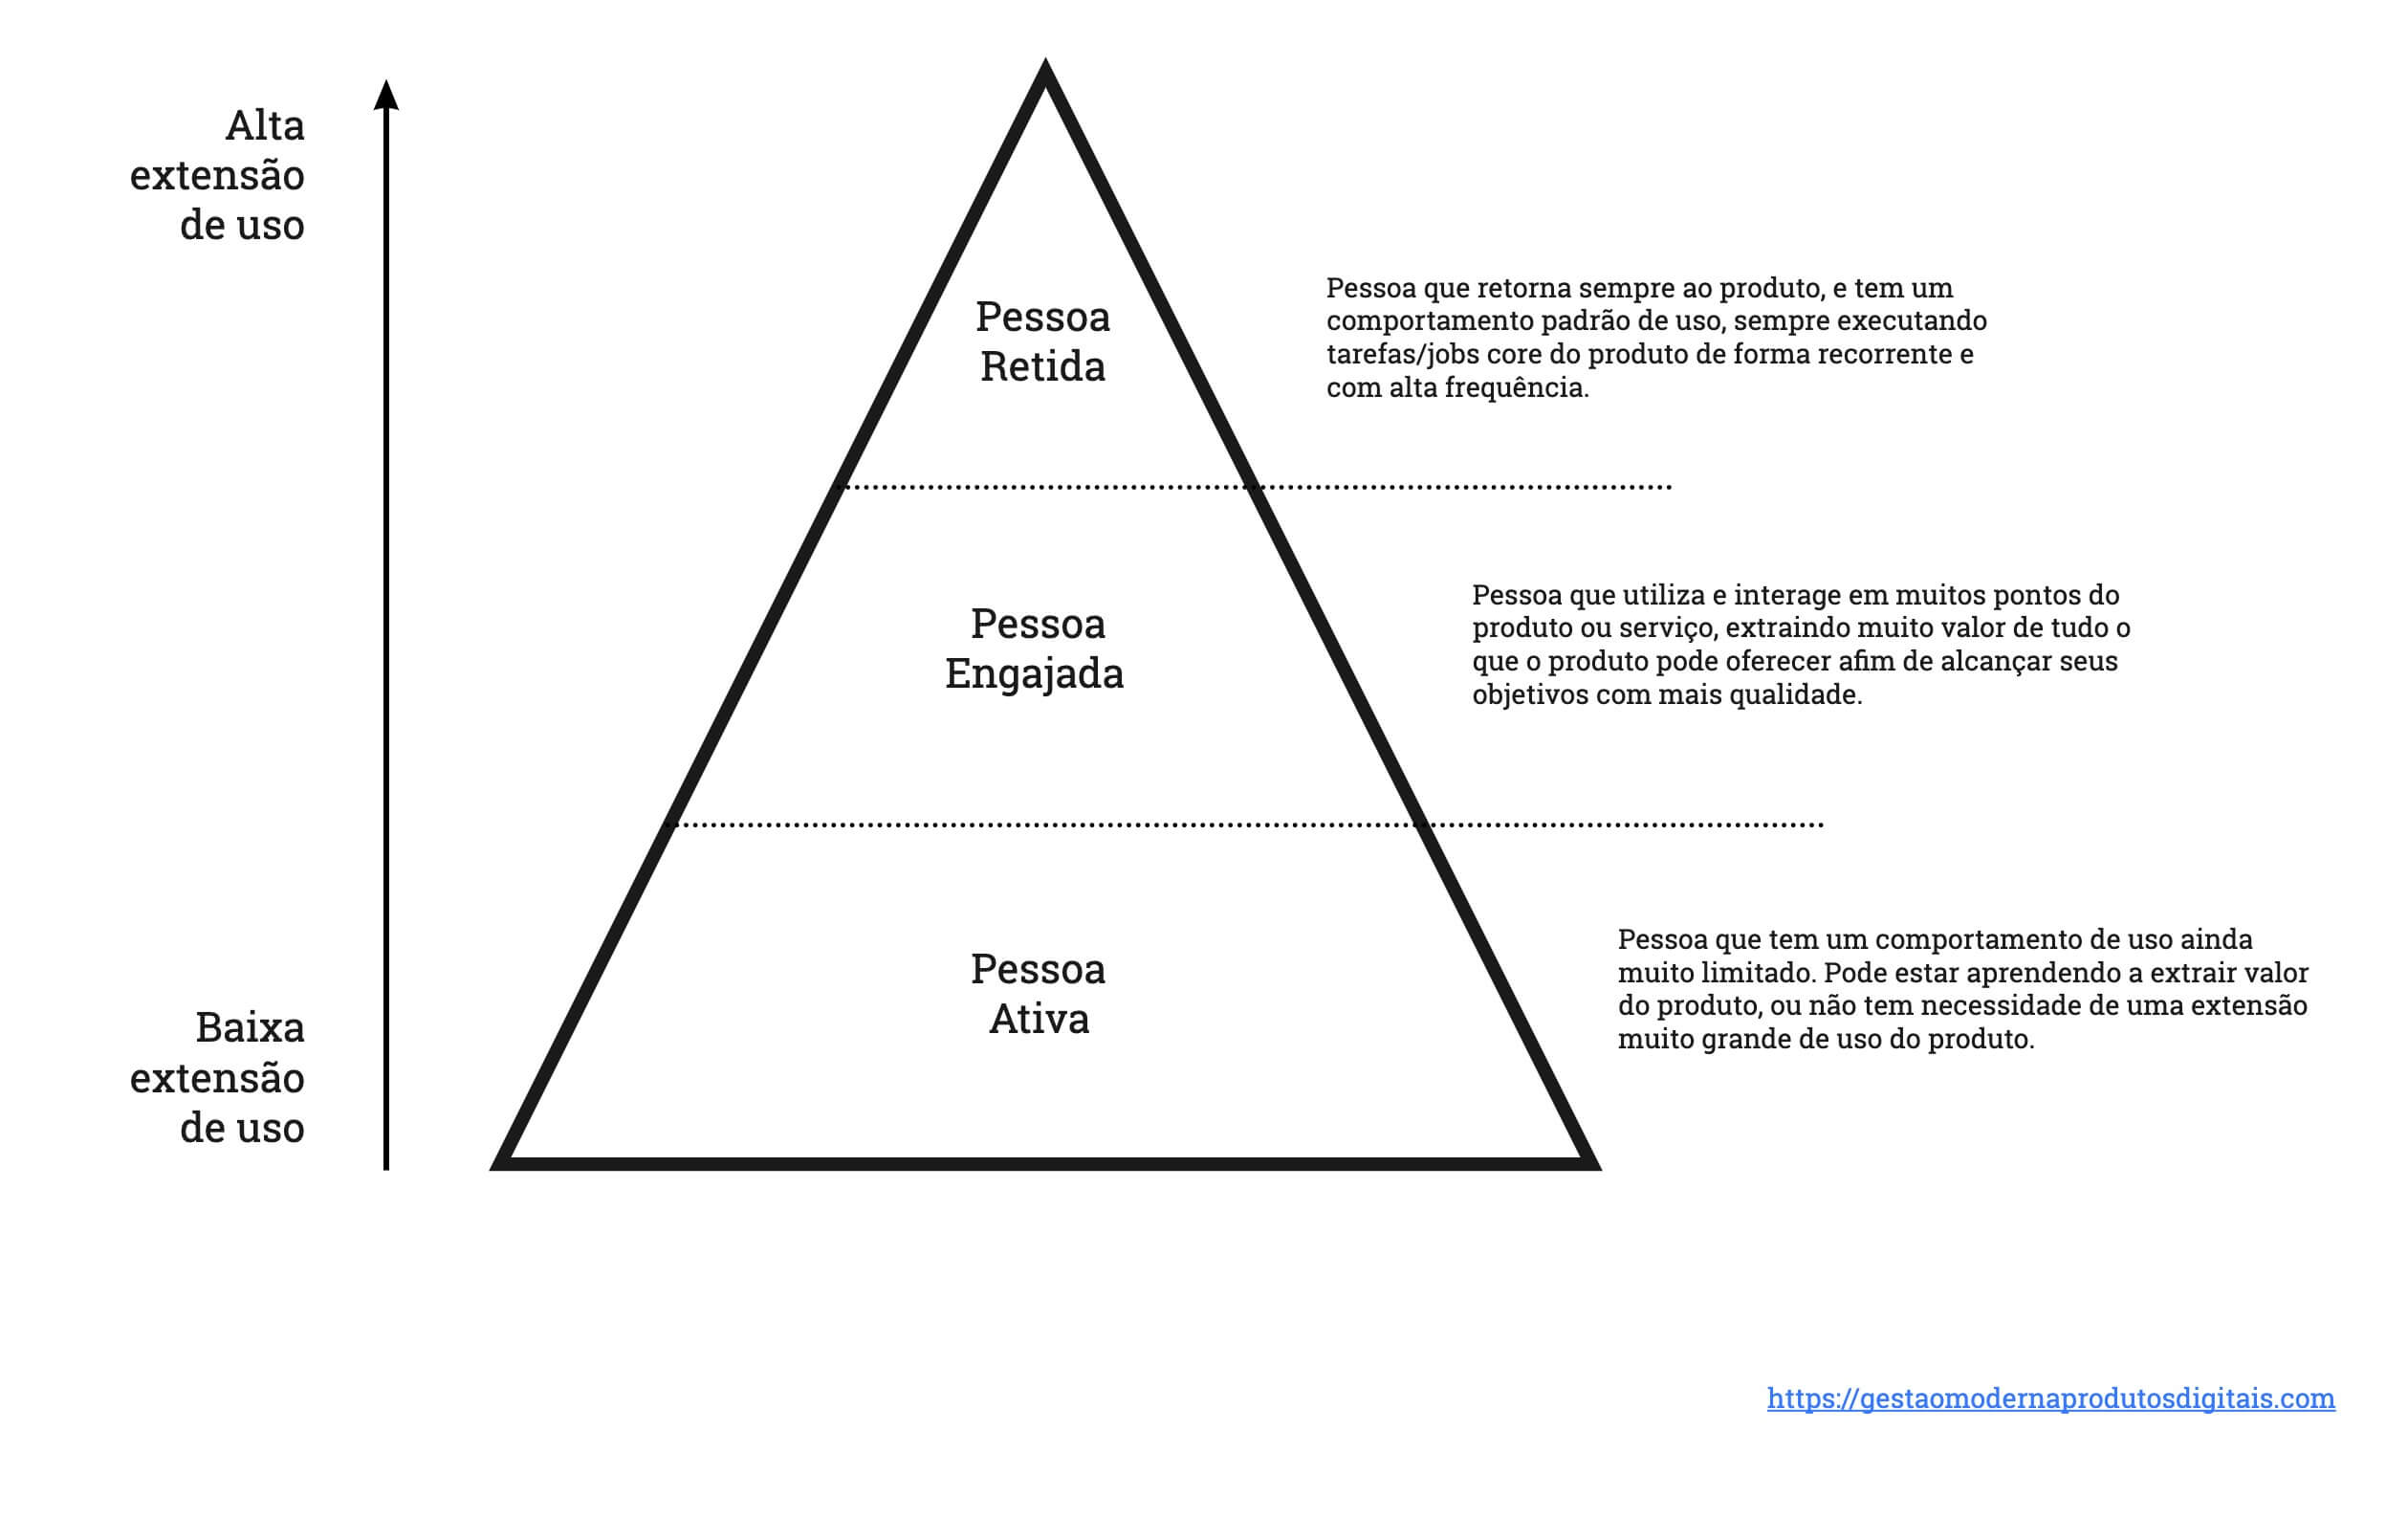 Alta
extensão
de uso
Pessoa
Retida
Pessoa que retorna sempre ao produto, e tem um
comportamento padrão de uso, sempre executando
tarefas/jobs core do produto de forma recorrente e
com alta frequência.
Pessoa
Engajada
Pessoa que utiliza e interage em muitos pontos do
produto ou serviço, extraindo muito valor de tudo o
que o produto pode oferecer afim de alcançar seus
objetivos com mais qualidade.
Pessoa
Ativa
Pessoa que tem um comportamento de uso ainda
muito limitado. Pode estar aprendendo a extrair valor
do produto, ou não tem necessidade de uma extensão
muito grande de uso do produto.
Baixa
extensão
de uso
https://gestaomodernaprodutosdigitais.com